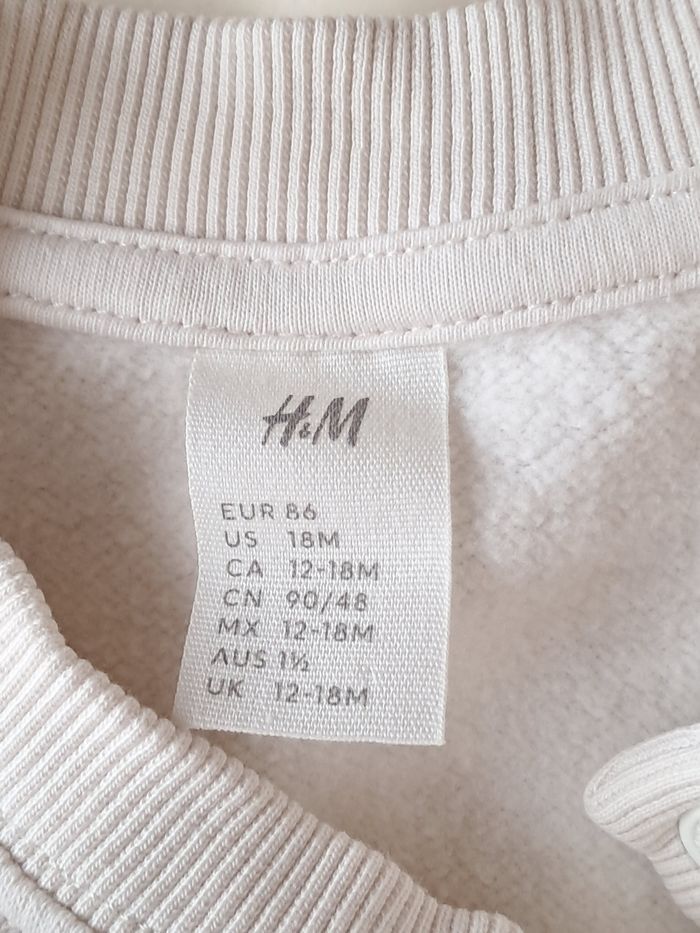 H&M
EUR 86
US 18M
CA 12-18M
CN 90/48
MX 12-18M
AUS 1½
UK 12-18M